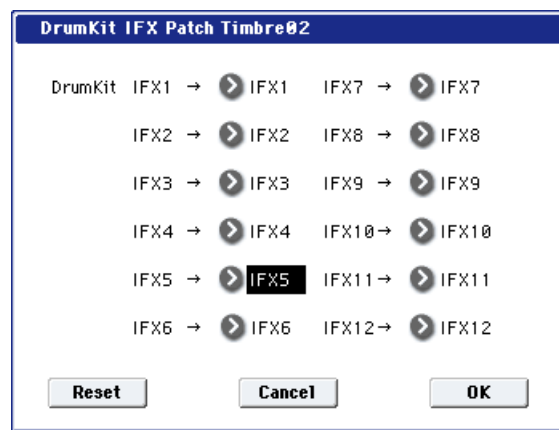 DrumKit IFX Patch Timbre02
DrumKit IFX1 → IFX1 IFX7 → IFX7
IFX2 → IFX2 IFX8 → IFX8
IFX3 → IFX3 IFX9 → IFX9
IFX4 → IFX4 IFX10→ IFX10
IFX5 → IFX5 IFX11→ IFX11
IFX6 → IFX6 IFX12→ IFX12
Reset Cancel OK